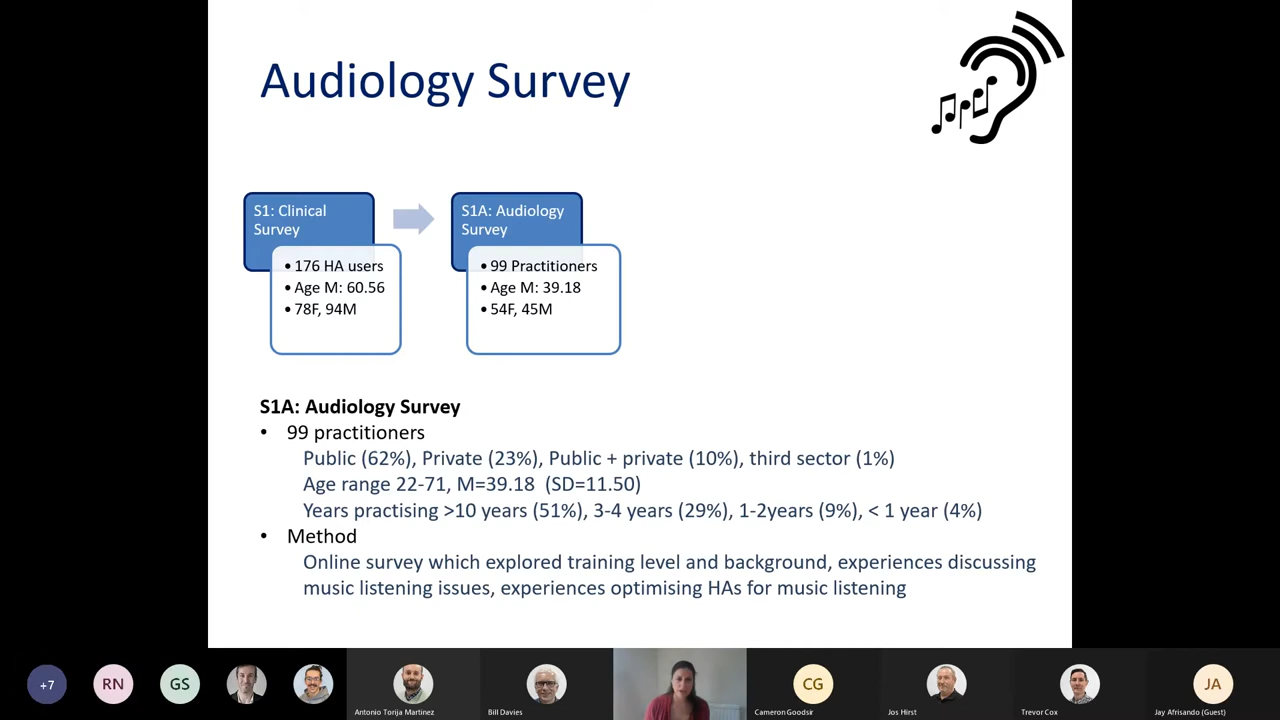 Audiology Survey
S1: Clinical
Survey
• 176 HA users
• Age M: 60.56
• 78F, 94M
S1A: Audiology
Survey
• 99 Practitioners
• Age M: 39.18
• 54F, 45M
S1A: Audiology Survey
• 99 practitioners
Public (62%), Private (23%), Public + private (10%), third sector (1%)
Age range 22-71, M=39.18 (SD=11.50)
Years practising >10 years (51%), 3-4 years (29%), 1-2years (9%), < 1 year (4%)
• Method
Online survey which explored training level and background, experiences discussing
music listening issues, experiences optimising HAs for music listening
+7
RN
GS
Antonio Torija Martinez
Bill Davies
CG
Cameron Goodsir
Jos Hirst
Trevor Cox
JA
Jay Afrisando (Guest)